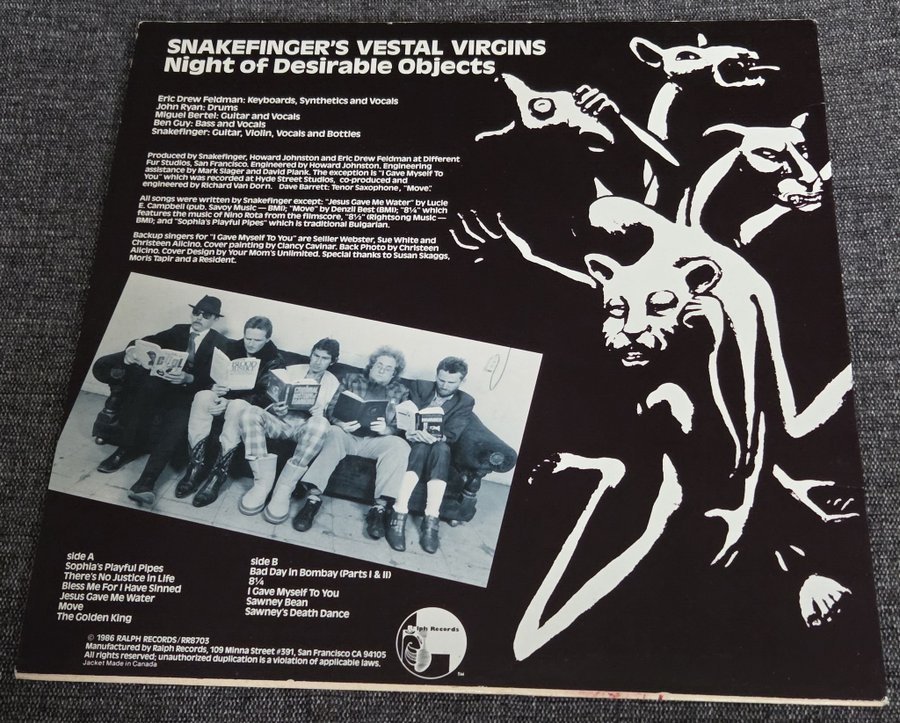 SNAKEFINGER'S VESTAL VIRGINS
Night of Desirable Objects
Eric Drew Feldman: Keyboards, Synthetics and Vocals
John Ryan: Drums
Miguel Bertel: Guitar and Vocals
Ben Guy: Bass and Vocals
Snakefinger: Guitar, Violin, Vocals and Bottles
Produced by Snakefinger, Howard Johnston and Eric Drew Feldman at Different
Fur Studios, San Francisco. Engineered by Howard Johnston, Engineering
assistance by Mark Slager and David Plank. The exception is "I Gave Myself To
You" which was recorded at Hyde Street Studios, co-produced and
engineered by Richard Van Dorn. Dave Barrett: Tenor Saxophone, "Move".
All songs were written by Snakefinger except: "Jesus Gave Me Water" by Lucie
E. Campbell (pub. Savoy Music — BMI); "Move" by Denzil Best (BMI); "8¼" which
features the music of Nino Rota from the filmscore, "8½" (Rightsong Music —
BMI), and "Sophia's Playful Pipes" which is traditional Bulgarian.
Backup singers for "I Gave Myself To You" are Seiller Webster, Sue White and
Christeen Alicino. Cover painting by Clancy Cavinar. Back Photo by Christeen
Alicino. Cover Design by Your Mom's Unlimited. Special thanks to Susan Skaggs,
Moris Tapir and a Resident.
side A
Sophia's Playful Pipes
There's No Justice in Life
Bless Me For I Have Sinned
Jesus Gave Me Water
Move
The Golden King
side B
Bad Day in Bombay (Parts I & II)
8¼
I Gave Myself To You
Sawney Bean
Sawney's Death Dance
© 1986 RALPH RECORDS/RR8703
Manufactured by Ralph Records, 109 Minna Street #391, San Francisco CA 94105
All rights reserved; unauthorized duplication is a violation of applicable laws.
Jacket Made in Canada
lph Records
TM